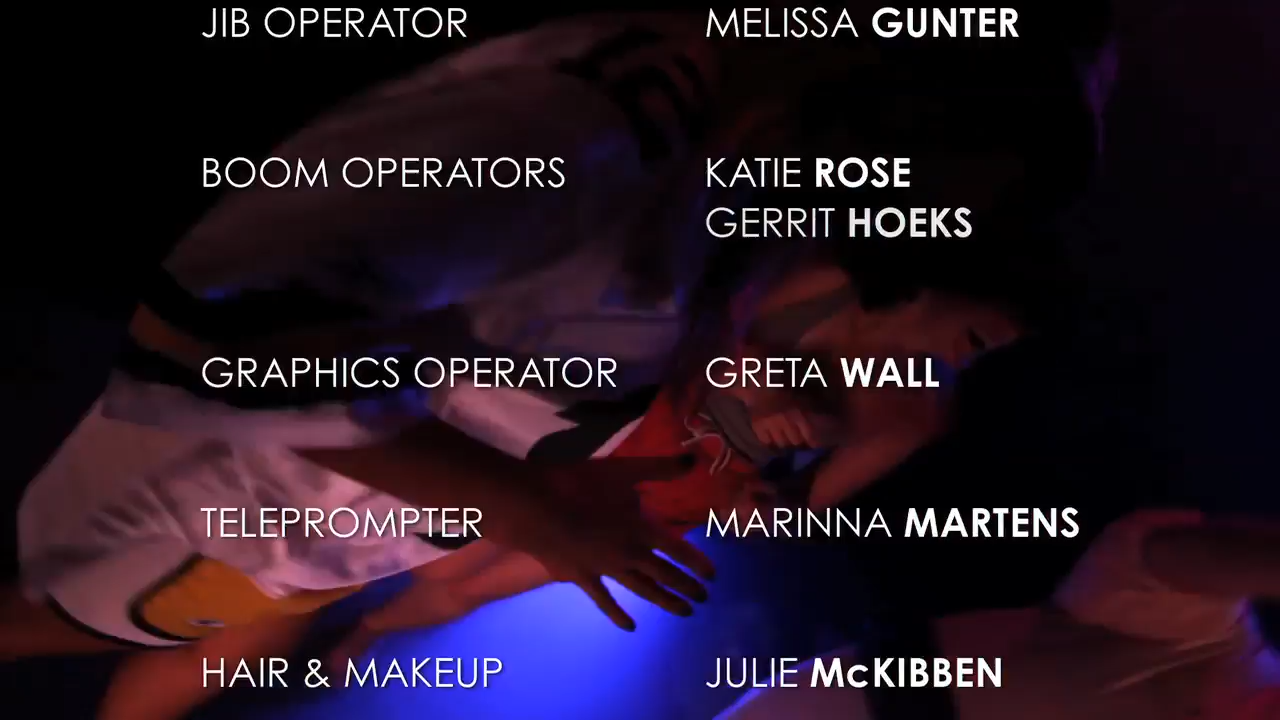 JIB OPERATOR MELISSA GUNTER
BOOM OPERATORS KATIE ROSE
GERRIT HOEKS
GRAPHICS OPERATOR GRETA WALL
TELEPROMPTER MARINNA MARTENS
HAIR & MAKEUP JULIE McKIBBEN